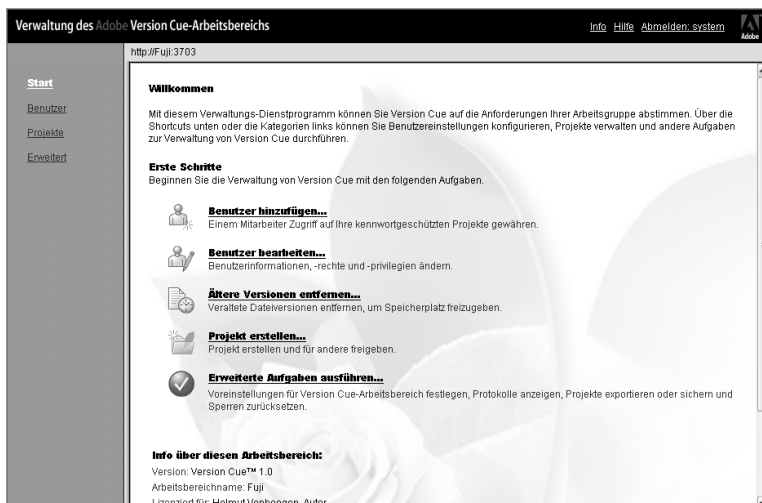 Verwaltung des Adobe Version Cue-Arbeitsbereichs
Info Hilfe Abmelden: system
Adobe
http://Fuji:3703
Start
Benutzer
Projekte
Erweitert
Willkommen
Mit diesem Verwaltungs-Dienstprogramm können Sie Version Cue auf die Anforderungen Ihrer Arbeitsgruppe abstimmen. Über die
Shortcuts unten oder die Kategorien links können Sie Benutzereinstellungen konfigurieren, Projekte verwalten und andere Aufgaben
zur Verwaltung von Version Cue durchführen.
Erste Schritte
Beginnen Sie die Verwaltung von Version Cue mit den folgenden Aufgaben.
Benutzer hinzufügen...
Einem Mitarbeiter Zugriff auf Ihre kennwortgeschützten Projekte gewähren.
Benutzer bearbeiten...
Benutzerinformationen, -rechte und -privilegien ändern.
Ältere Versionen entfernen...
Veraltete Dateiversionen entfernen, um Speicherplatz freizugeben.
Projekt erstellen...
Projekt erstellen und für andere freigeben.
Erweiterte Aufgaben ausführen...
Voreinstellungen für Version Cue-Arbeitsbereich festlegen, Protokolle anzeigen, Projekte exportieren oder sichern und
Sperren zurücksetzen.
Info über diesen Arbeitsbereich:
Version: Version Cue™ 1.0
Arbeitsbereichname: Fuji
Lizenziert für: Helmut Vonhoegen, Autor